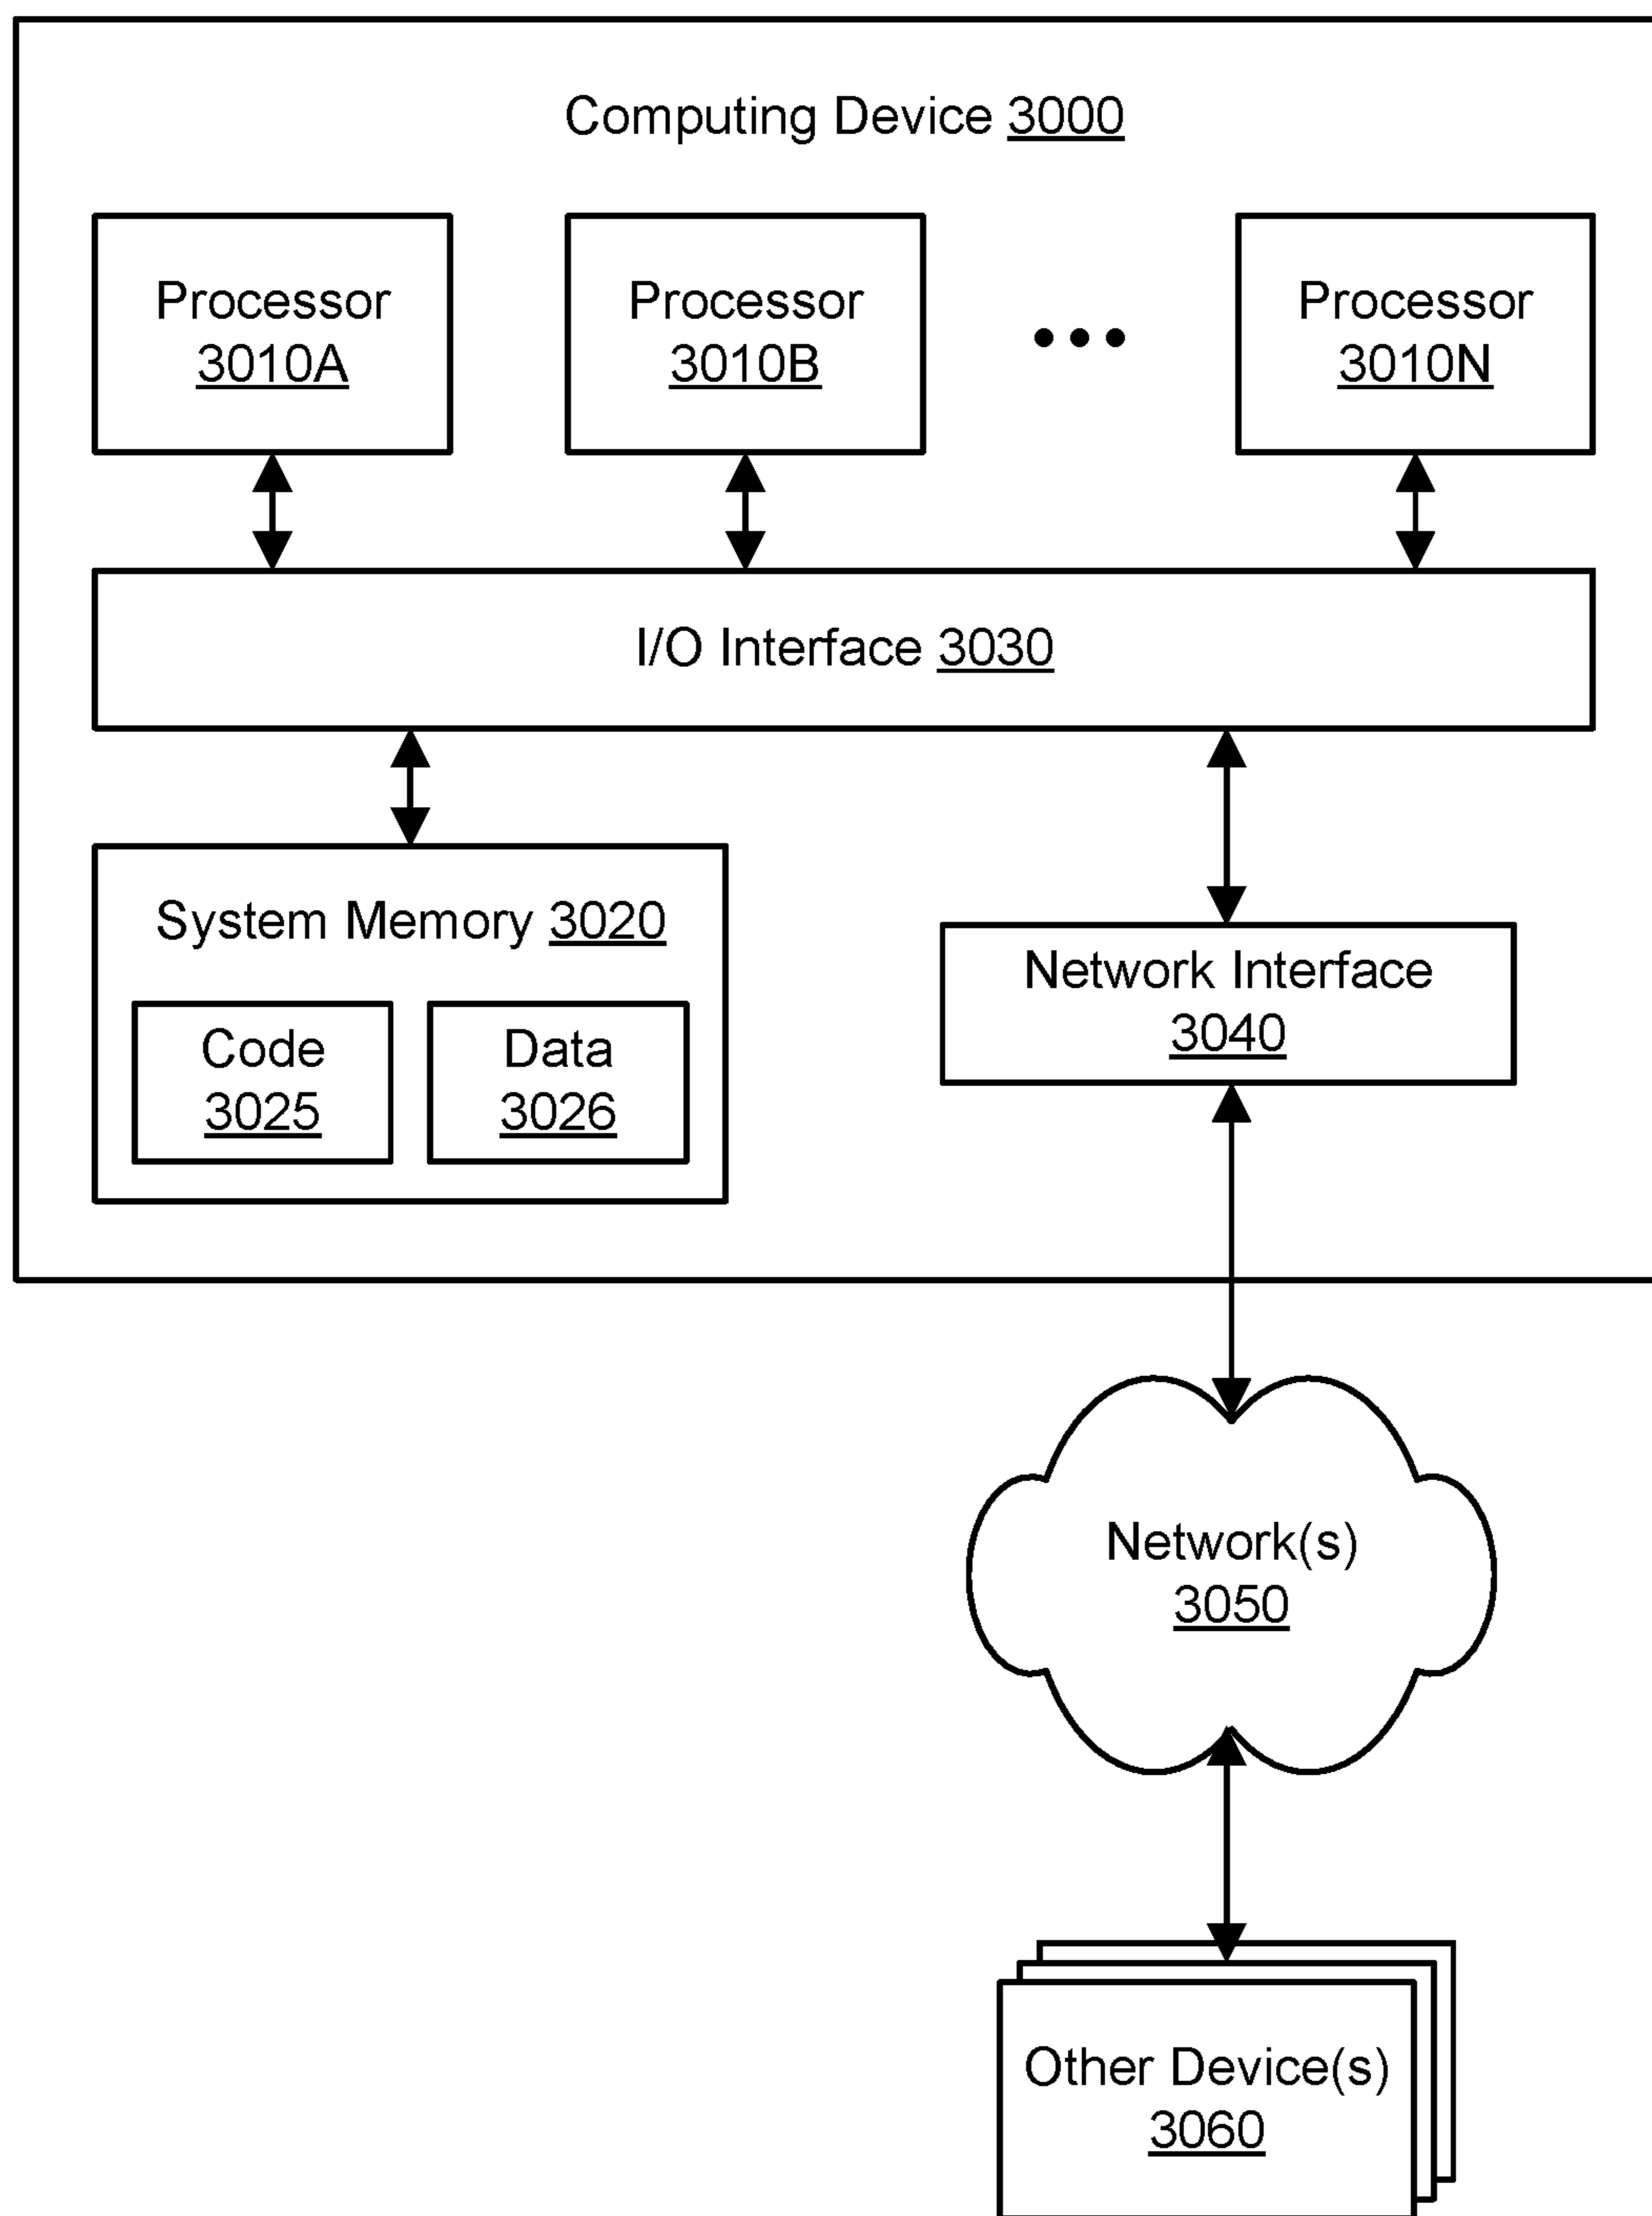 Computing Device 3000
Processor
3010A
Processor
3010B
Processor
3010N
I/O Interface 3030
System Memory 3020
Code
3025
Data
3026
Network Interface
3040
Network(s)
3050
Other Device(s)
3060